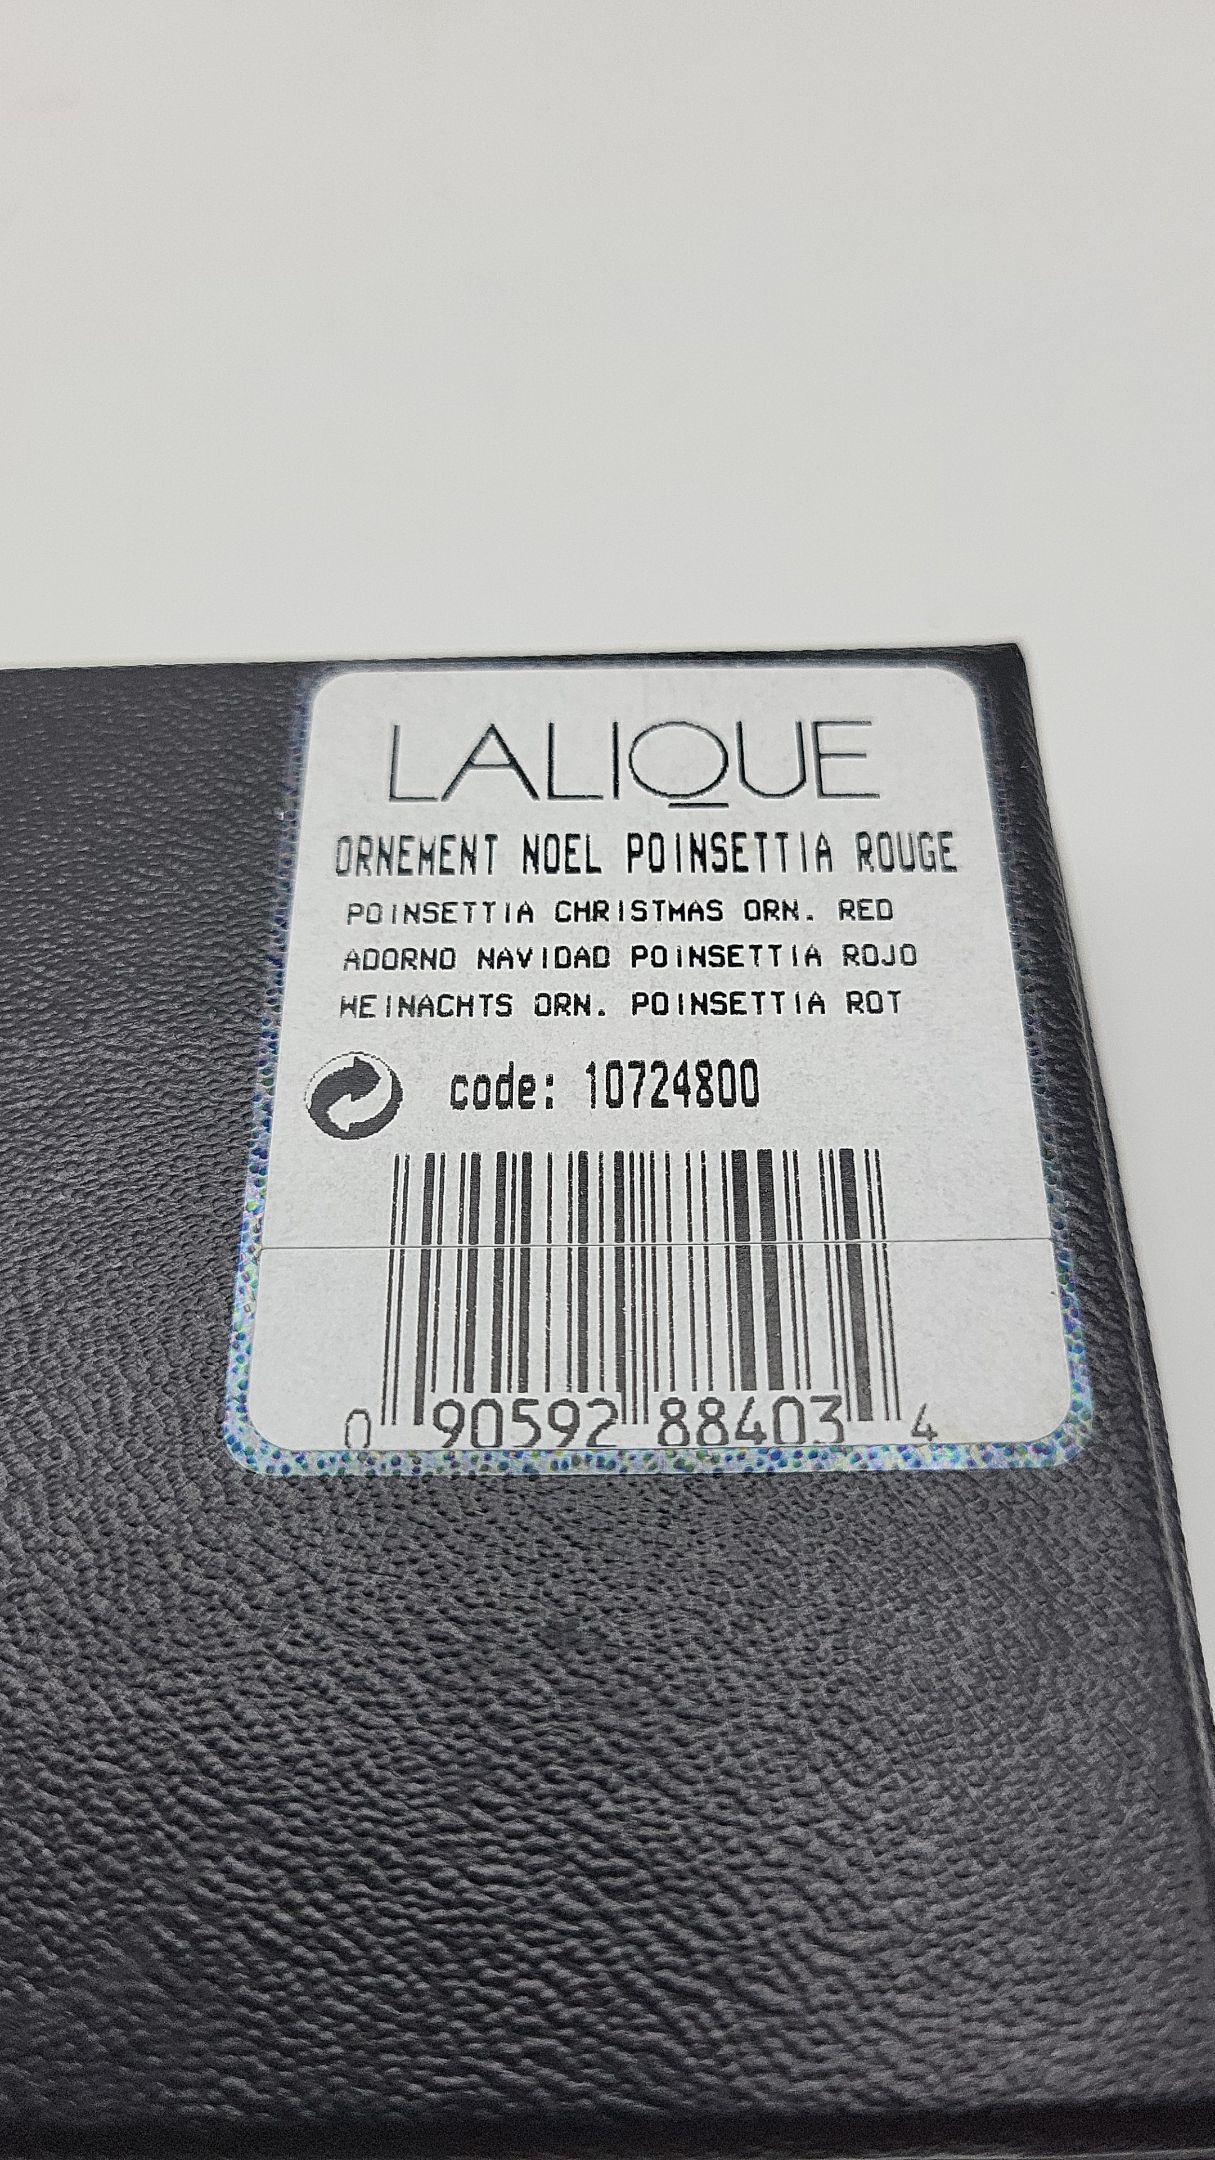 LALIQUE
ORNEMENT NOEL POINSETTIA ROUGE
POINSETTIA CHRISTMAS ORN. RED
ADORNO NAVIDAD POINSETTIA ROJO
WEINACHTS ORN. POINSETTIA ROT
code: 10724800
0 90592 88403 4